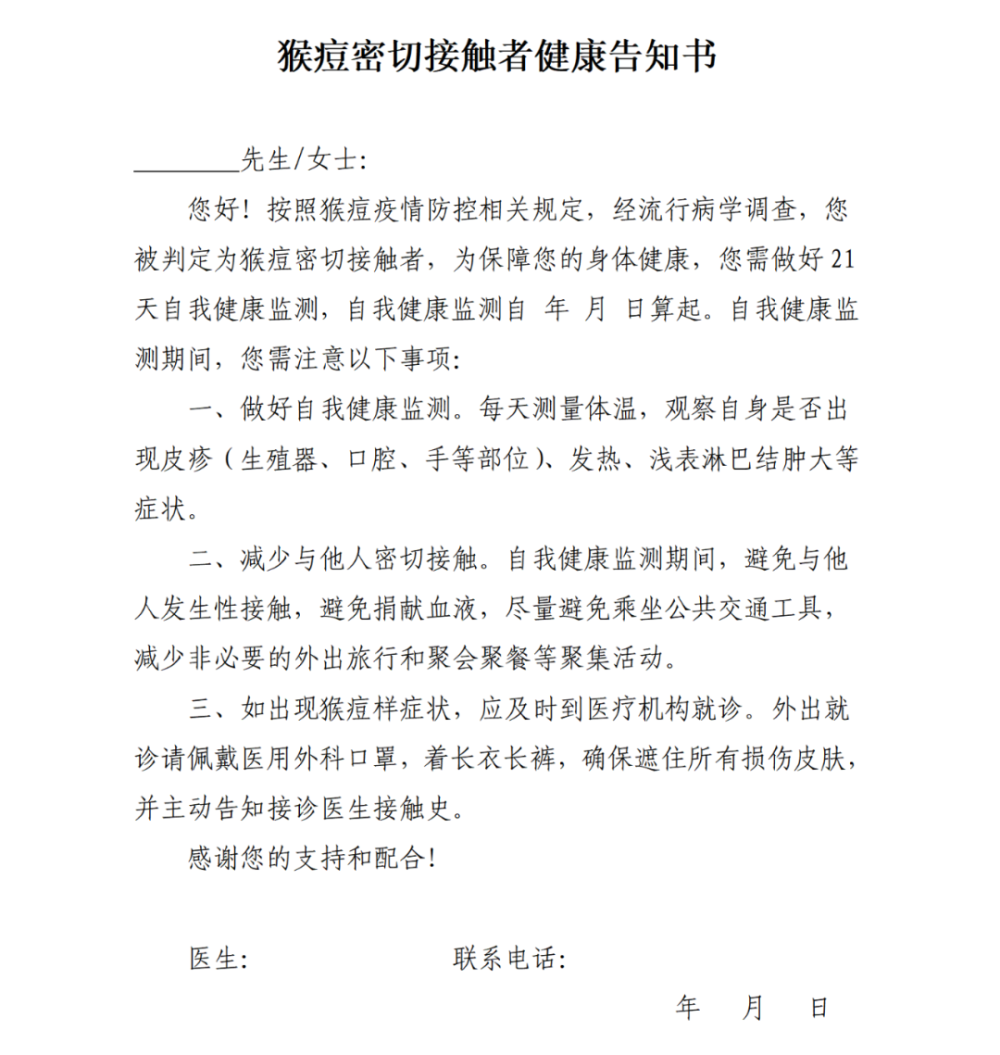 猴痘密切接触者健康告知书
________先生/女士:
您好！按照猴痘疫情防控相关规定，经流行病学调查，您
被判定为猴痘密切接触者，为保障您的身体健康，您需做好21
天自我健康监测，自我健康监测自 年 月 日算起。自我健康监
测期间，您需注意以下事项:
一、做好自我健康监测。每天测量体温，观察自身是否出
现皮疹（生殖器、口腔、手等部位）、发热、浅表淋巴结肿大等
症状。
二、减少与他人密切接触。自我健康监测期间，避免与他
人发生性接触，避免捐献血液，尽量避免乘坐公共交通工具，
减少非必要的外出旅行和聚会聚餐等聚集活动。
三、如出现猴痘样症状，应及时到医疗机构就诊。外出就
诊请佩戴医用外科口罩，着长衣长裤，确保遮住所有损伤皮肤，
并主动告知接诊医生接触史。
感谢您的支持和配合！
医生: 联系电话:
年 月 日